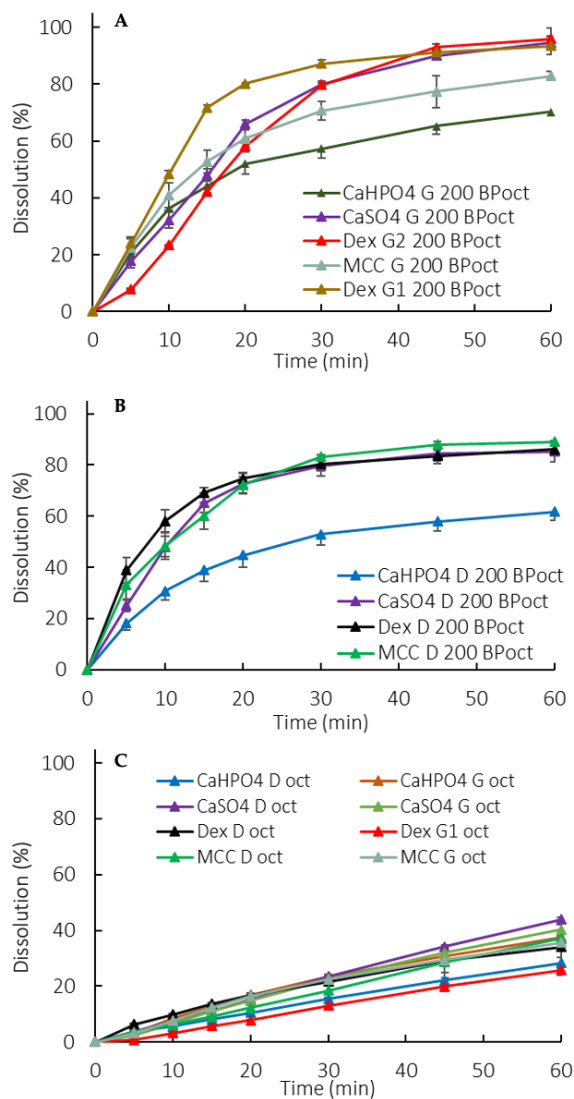 A
100
80
60
40
20
0
Dissolution (%)
CaHPO4 G 200 BPoct
CaSO4 G 200 BPoct
Dex G2 200 BPoct
MCC G 200 BPoct
Dex G1 200 BPoct
0 10 20 30 40 50 60
Time (min)
B
100
80
60
40
20
0
Dissolution (%)
CaHPO4 D 200 BPoct
CaSO4 D 200 BPoct
Dex D 200 BPoct
MCC D 200 BPoct
0 10 20 30 40 50 60
Time (min)
C
100
80
60
40
20
0
Dissolution (%)
CaHPO4 D oct CaHPO4 G oct
CaSO4 D oct CaSO4 G oct
Dex D oct Dex G1 oct
MCC D oct MCC G oct
0 10 20 30 40 50 60
Time (min)